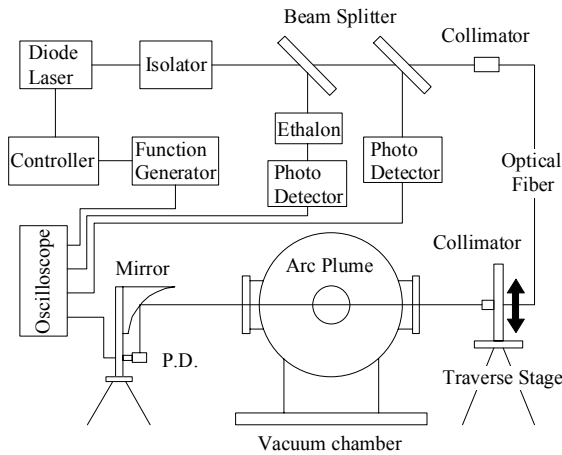 Beam Splitter
Collimator
Diode
Laser
Isolator
Ethalon
Controller
Function
Generator
Photo
Detector
Photo
Detector
Optical
Fiber
Oscilloscope
Mirror
Arc Plume
Collimator
P.D.
Traverse Stage
Vacuum chamber